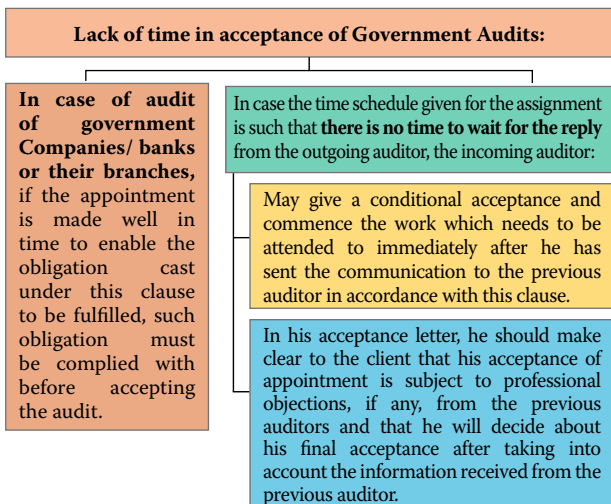 Lack of time in acceptance of Government Audits:
In case of audit
of government
Companies/ banks
or their branches,
if the appointment
is made well in
time to enable the
obligation cast
under this clause
to be fulfilled, such
obligation must
be complied with
before accepting
the audit.
In case the time schedule given for the assignment
is such that there is no time to wait for the reply
from the outgoing auditor, the incoming auditor:
May give a conditional acceptance and
commence the work which needs to be
attended to immediately after he has
sent the communication to the previous
auditor in accordance with this clause.
In his acceptance letter, he should make
clear to the client that his acceptance of
appointment is subject to professional
objections, if any, from the previous
auditors and that he will decide about
his final acceptance after taking into
account the information received from the
previous auditor.